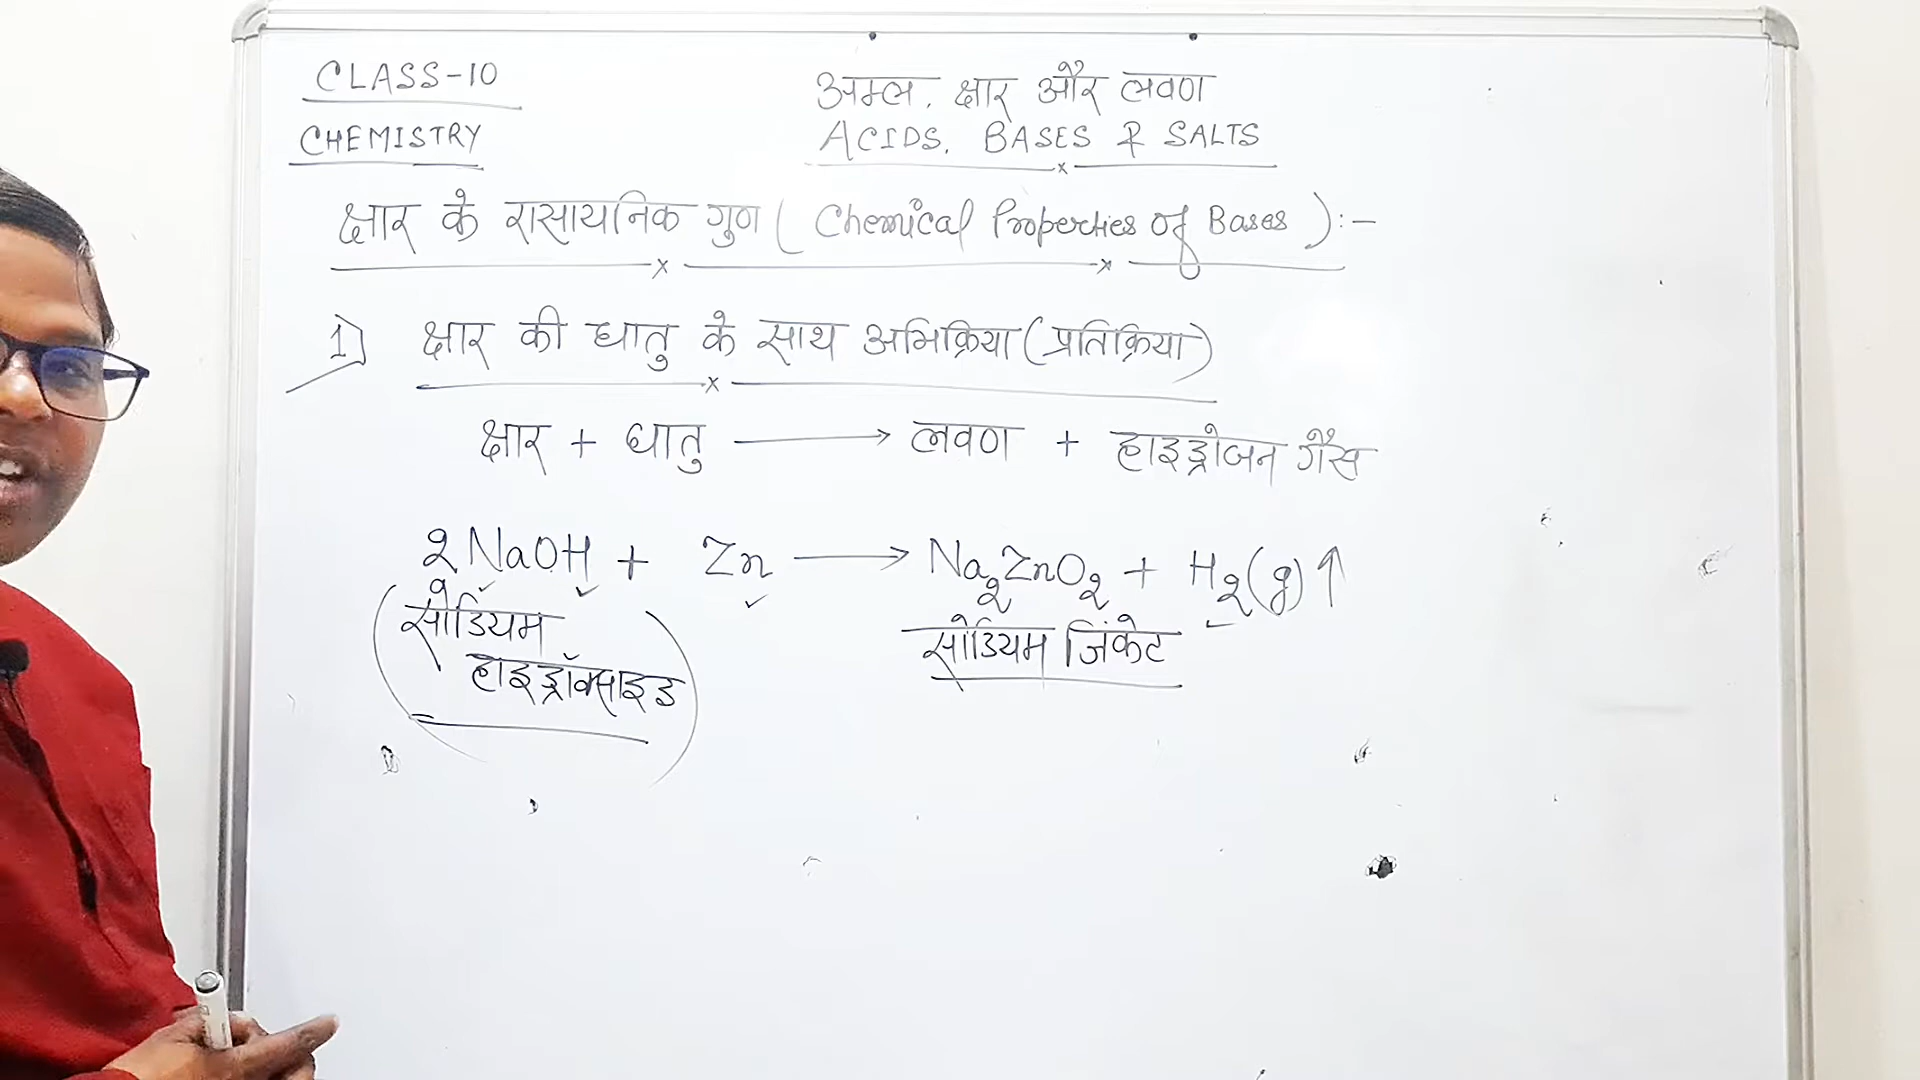 CLASS-10
CHEMISTRY
अम्ल, क्षार और लवण
ACIDS, BASES & SALTS
क्षार के रासायनिक गुण ( Chemical Properties of Bases ) :-
1) क्षार की धातु के साथ अभिक्रिया (प्रतिक्रिया)
क्षार + धातु ⟶ लवण + हाइड्रोजन गैस
2NaOH + Zn ⟶ Na₂ZnO₂ + H₂(g)↑
(सोडियम हाइड्रॉक्साइड)
सोडियम जिंकेट